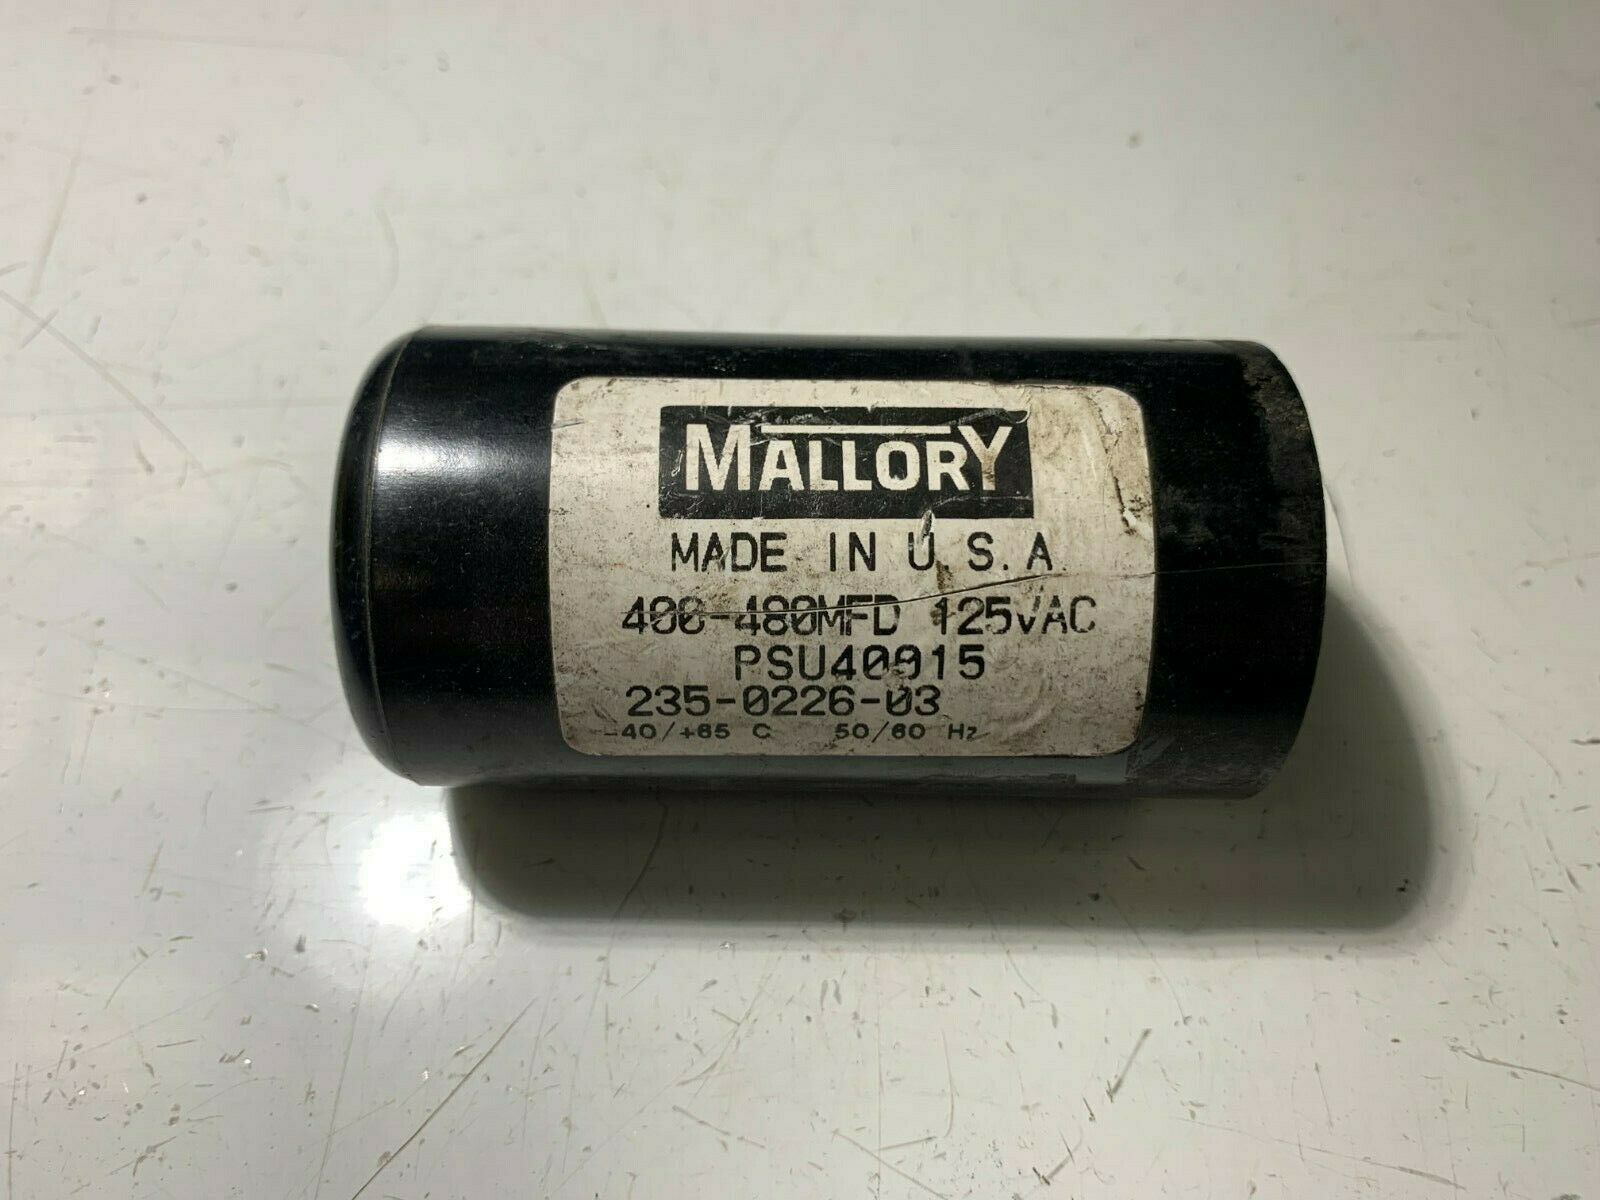 MALLORY
MADE IN U.S.A
400-480MFD 125VAC
PSU40015
235-0226-03
-40/+65 C 50/60 Hz